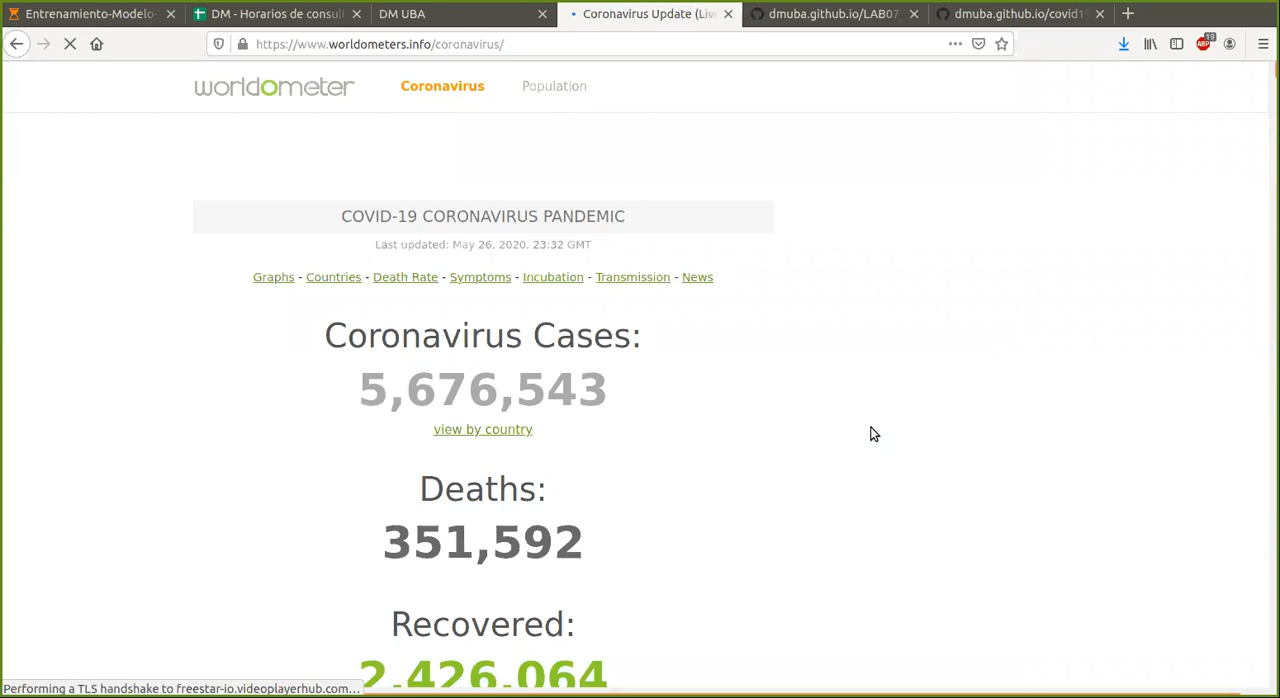 Entrenamiento-Modelo-
DM - Horarios de consul
DM UBA
Coronavirus Update (Liv
dmuba.github.io/LAB07
dmuba.github.io/covid19
https://www.worldometers.info/coronavirus/
19
ABP
worldometer
Coronavirus
Population
COVID-19 CORONAVIRUS PANDEMIC
Last updated: May 26, 2020, 23:32 GMT
Graphs - Countries - Death Rate - Symptoms - Incubation - Transmission - News
Coronavirus Cases:
5,676,543
view by country
Deaths:
351,592
Recovered:
2,426,064
Performing a TLS handshake to freestar-io.videoplayerhub.com...